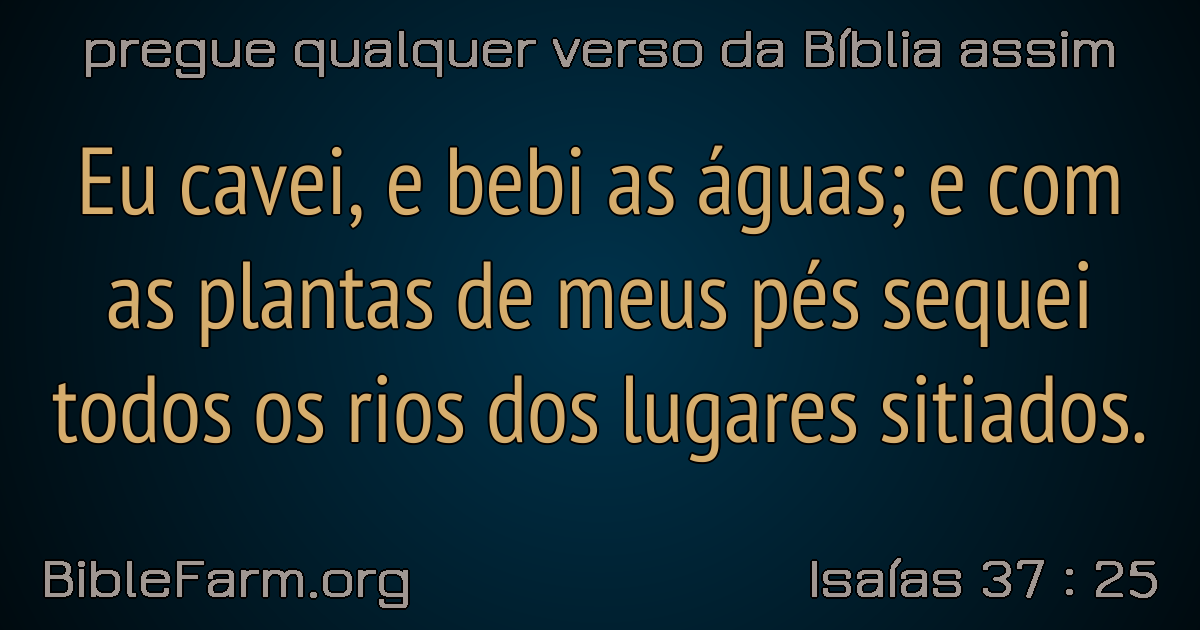 pregue qualquer verso da Bíblia assim
Eu cavei, e bebi as águas; e com
as plantas de meus pés sequei
todos os rios dos lugares sitiados.
BibleFarm.org
Isaías 37 : 25